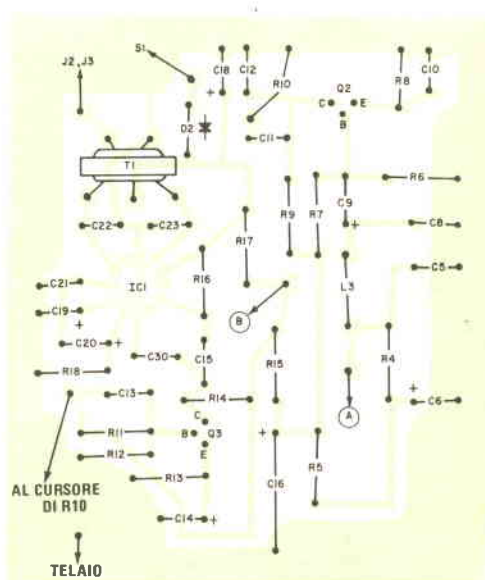 S1
J2,J3
C18
C12
R10
R8
C10
Q2
C E
B
+
D2
C11
T1
R6
R9
R7
C9
+
C22
C23
R17
C8
C21
IC1
R16
C5
L3
C19
+
B
C20 +
C30
C15
R15
R4
R18
C13
R14
+
C6
A
C
R11
B Q3
+
R12
E
R13
R5
C16
AL CURSORE
DI R10
C14 +
TELAIO